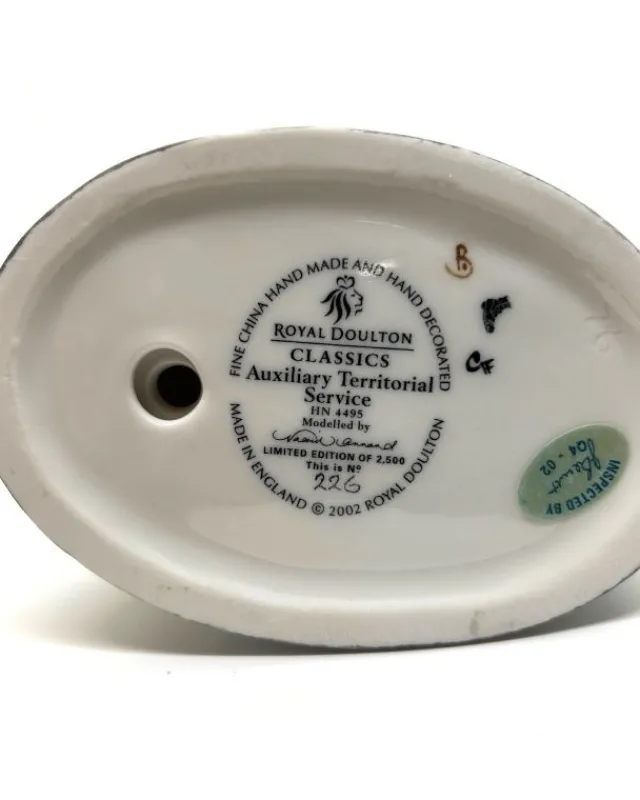 FINE CHINA HAND MADE AND HAND DECORATED
ROYAL DOULTON
CLASSICS
Auxiliary Territorial
Service
HN 4495
Modelled by
LIMITED EDITION OF 2,500
This is Nº
226
MADE IN ENGLAND © 2002 ROYAL DOULTON
B.
CFF
INSPECTED BY
Q4 - 02